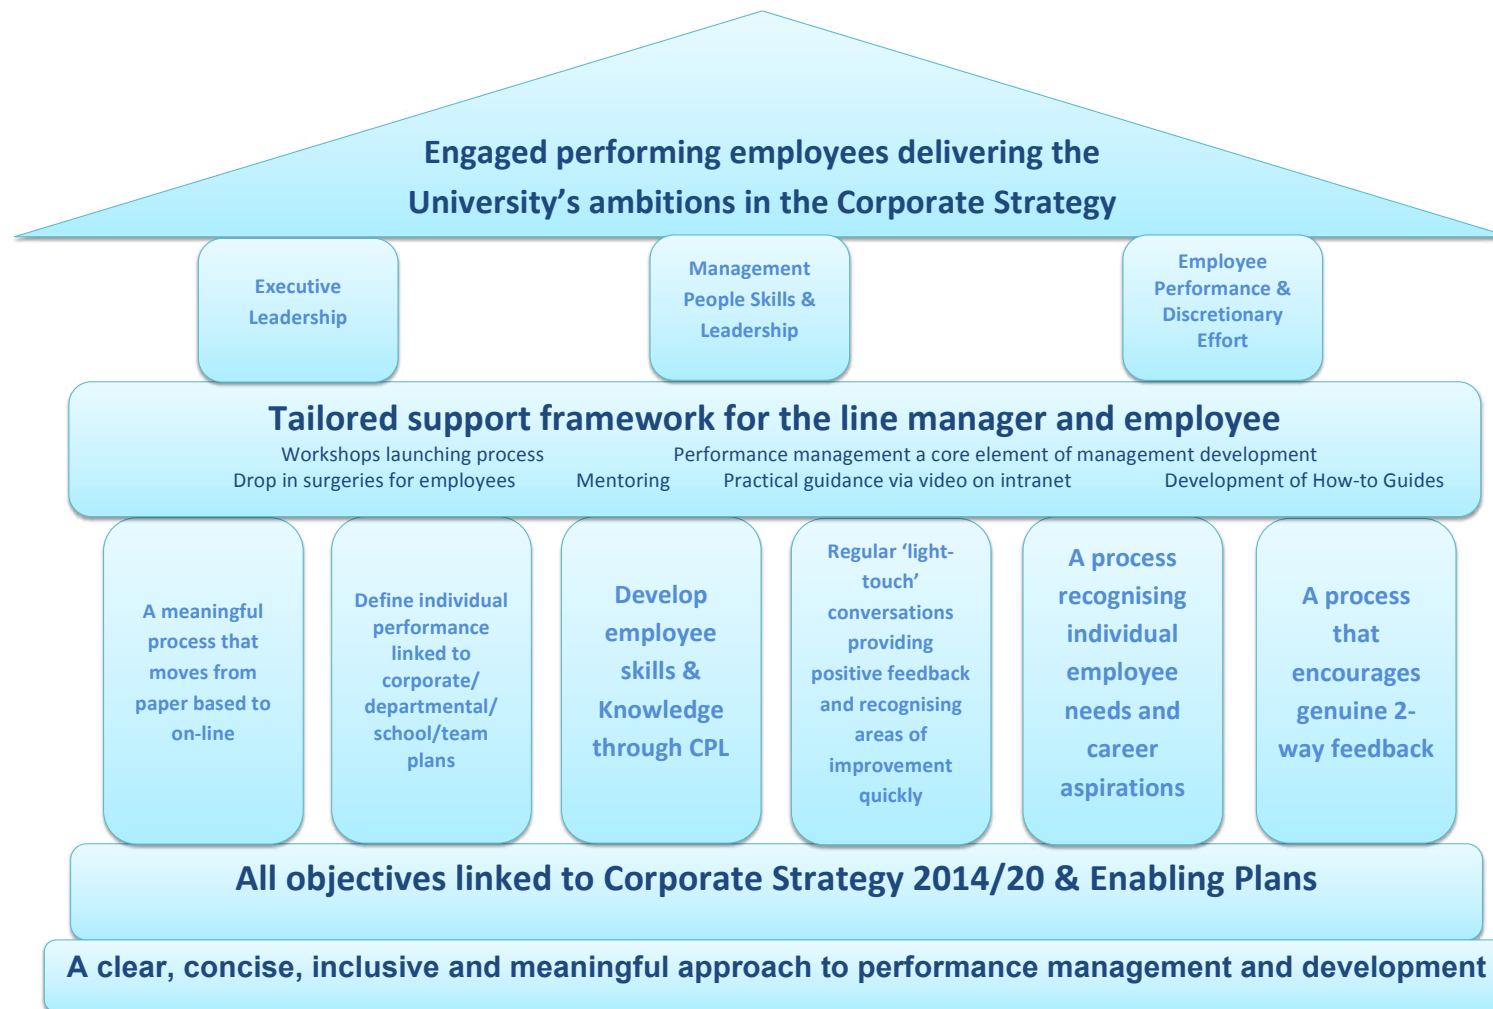 Engaged performing employees delivering the
University’s ambitions in the Corporate Strategy
Executive
Leadership
Management
People Skills &
Leadership
Employee
Performance &
Discretionary
Effort
Tailored support framework for the line manager and employee
Workshops launching process Performance management a core element of management development
Drop in surgeries for employees Mentoring Practical guidance via video on intranet Development of How-to Guides
A meaningful
process that
moves from
paper based to
on-line
Define individual
performance
linked to
corporate/
departmental/
school/team
plans
Develop
employee
skills &
Knowledge
through CPL
Regular ‘light-
touch’
conversations
providing
positive feedback
and recognising
areas of
improvement
quickly
A process
recognising
individual
employee
needs and
career
aspirations
A process
that
encourages
genuine 2-
way feedback
All objectives linked to Corporate Strategy 2014/20 & Enabling Plans
A clear, concise, inclusive and meaningful approach to performance management and development